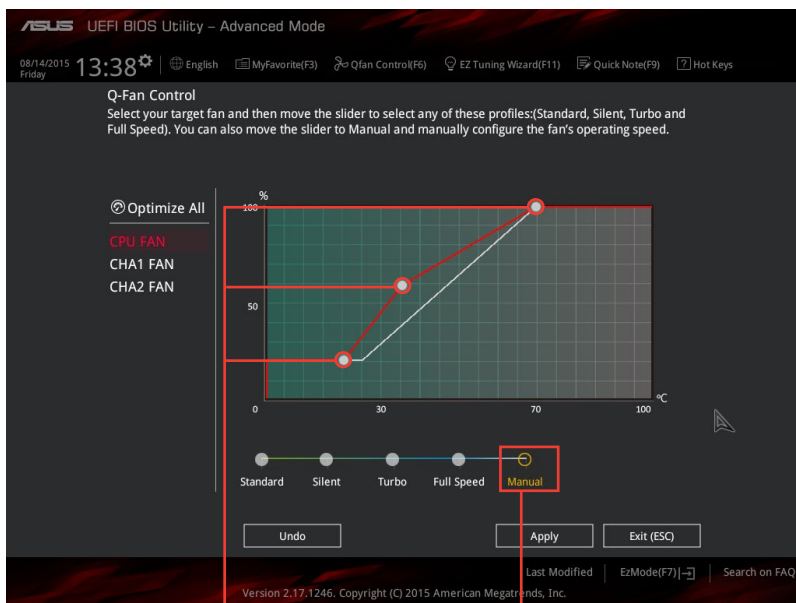 ASUS UEFI BIOS Utility – Advanced Mode
08/14/2015 Friday 13:38 English MyFavorite(F3) Qfan Control(F6) EZ Tuning Wizard(F11) Quick Note(F9) ? Hot Keys
Q-Fan Control
Select your target fan and then move the slider to select any of these profiles:(Standard, Silent, Turbo and
Full Speed). You can also move the slider to Manual and manually configure the fan's operating speed.
Optimize All
CPU FAN
CHA1 FAN
CHA2 FAN
%
100
50
0 30 70 100 °C
Standard Silent Turbo Full Speed Manual
Undo Apply Exit (ESC)
Last Modified EzMode(F7) Search on FAQ
Version 2.17.1246. Copyright (C) 2015 American Megatrends, Inc.